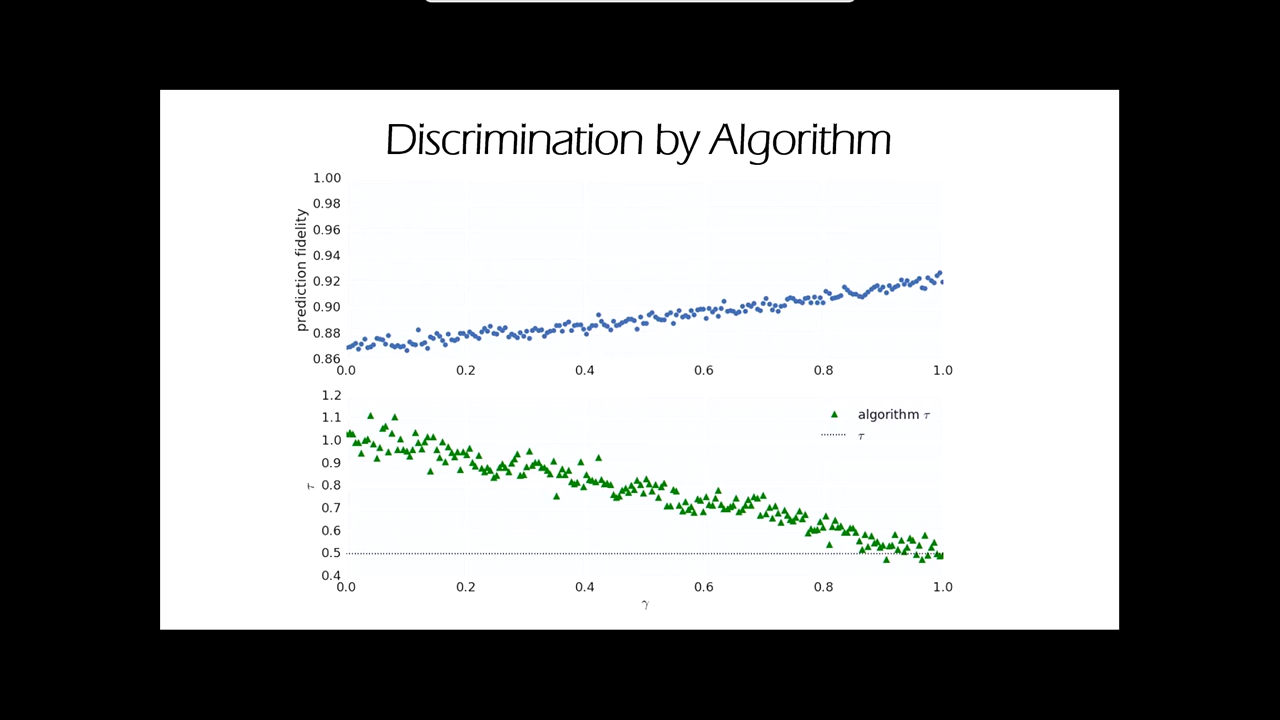 Discrimination by Algorithm
1.00
0.98
0.96
0.94
0.92
0.90
0.88
0.86
prediction fidelity
0.0 0.2 0.4 0.6 0.8 1.0
1.2
1.1
1.0
0.9
0.8
0.7
0.6
0.5
0.4
τ
algorithm τ
τ
0.0 0.2 0.4 0.6 0.8 1.0
γ